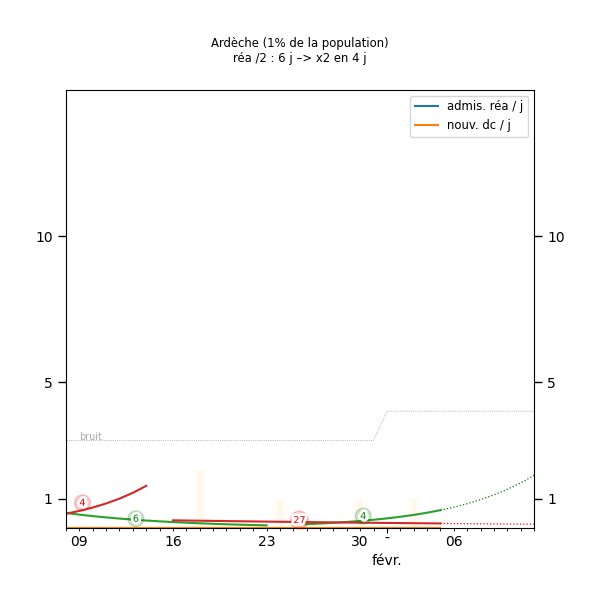 Ardèche (1% de la population)
réa /2 : 6 j –> x2 en 4 j
admis. réa / j
nouv. dc / j
10
10
5
5
bruit
1
1
4
6
27
4
09
16
23
30
-
06
févr.